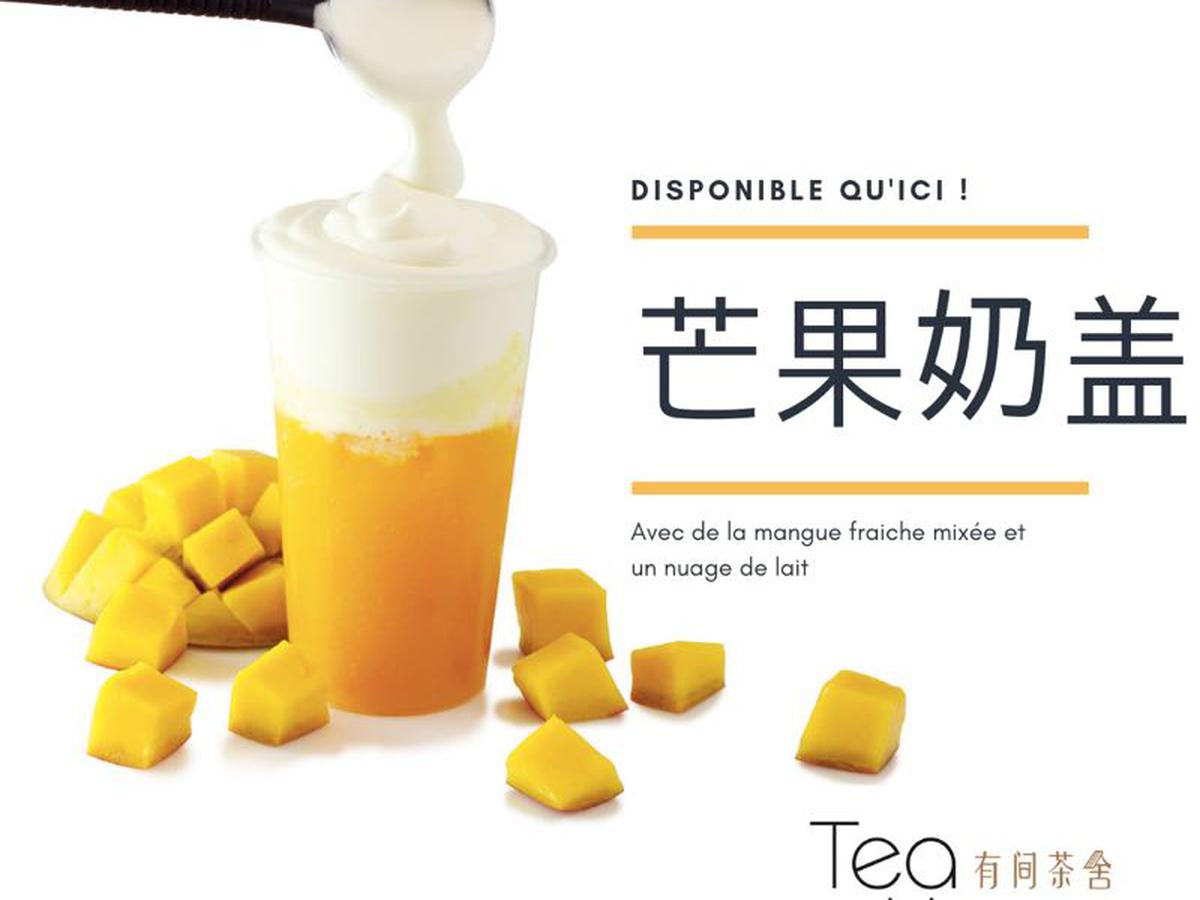 DISPONIBLE QU'ICI !
芒果奶盖
Avec de la mangue fraiche mixée et
un nuage de lait
Tea 有间茶舍